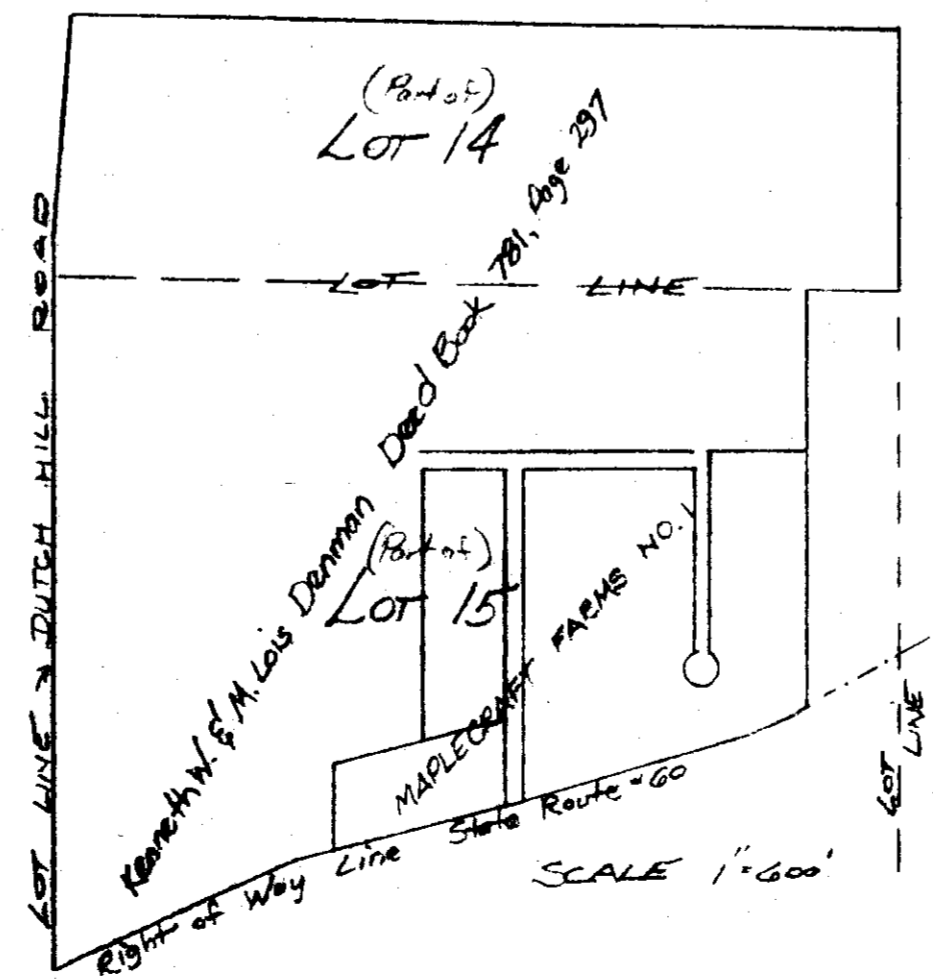 (Part of)
LOT 14
LOT LINE
Kenneth W. & M. Lois Denman Deed Book 781, Page 297
(Part of)
LOT 15
MAPLECRAFT FARMS NO. 1
LOT LINE & DUTCH HILL ROAD
LOT LINE
Right of Way Line State Route #60
SCALE 1"=600'